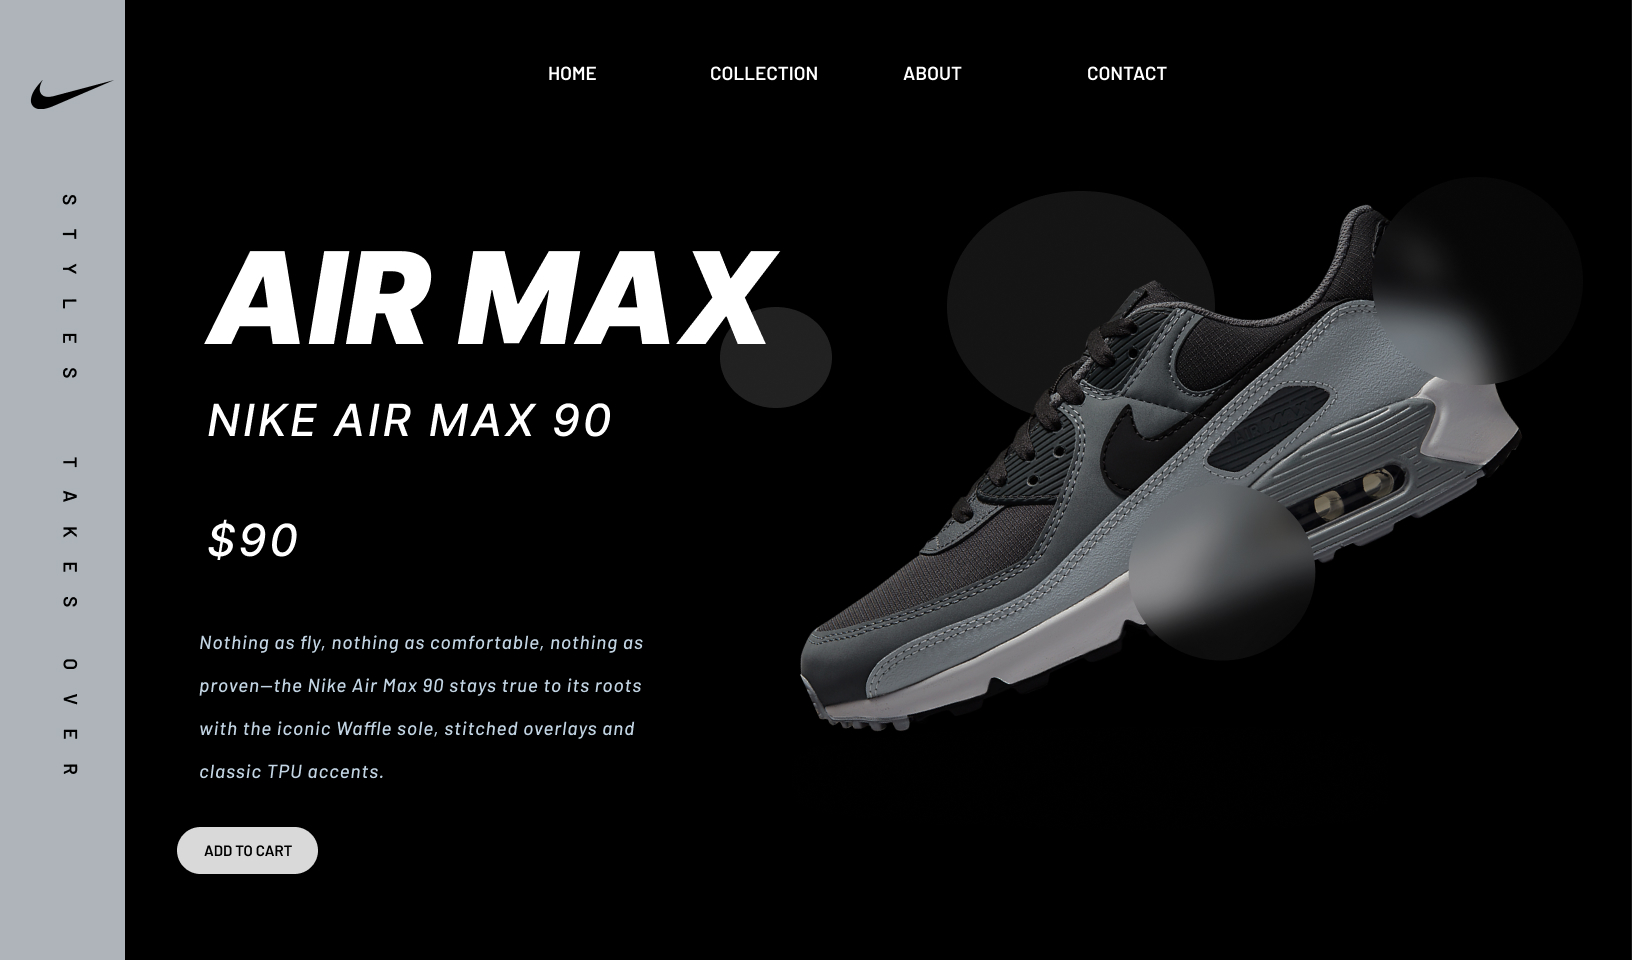 HOME COLLECTION ABOUT CONTACT
STYLES TAKES OVER
AIR MAX
NIKE AIR MAX 90
$90
Nothing as fly, nothing as comfortable, nothing as
proven—the Nike Air Max 90 stays true to its roots
with the iconic Waffle sole, stitched overlays and
classic TPU accents.
ADD TO CART